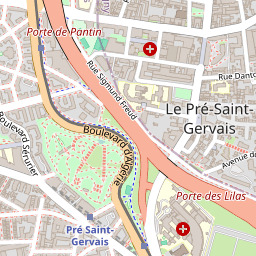 Porte de Pantin
Rue Sigmund Freud
Rue Danto
Le Pré-Saint-
Gervais
Boulevard d'Algérie
Boulevard Sérurier
Avenue du
Porte des Lilas
Pré Saint-
Gervais